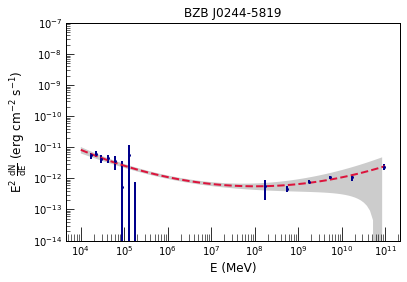 BZB J0244-5819
E² dN/dE (erg cm⁻² s⁻¹)
10⁻⁷
10⁻⁸
10⁻⁹
10⁻¹⁰
10⁻¹¹
10⁻¹²
10⁻¹³
10⁻¹⁴
10⁴ 10⁵ 10⁶ 10⁷ 10⁸ 10⁹ 10¹⁰ 10¹¹
E (MeV)